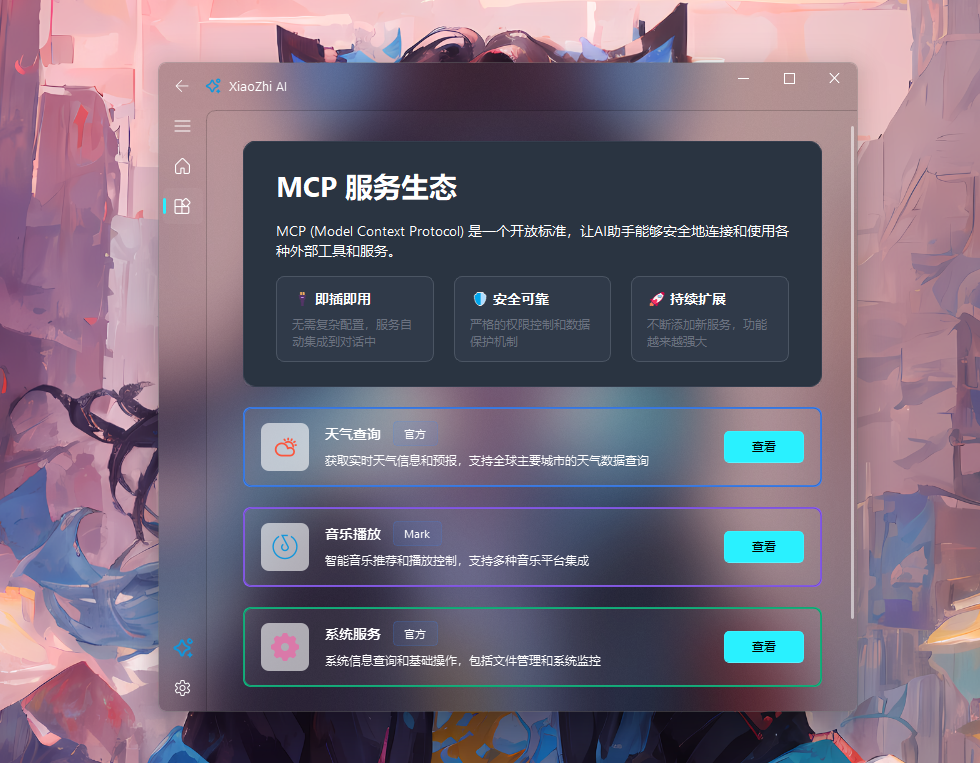 XiaoZhi AI
MCP 服务生态
MCP (Model Context Protocol) 是一个开放标准，让AI助手能够安全地连接和使用各
种外部工具和服务。
即插即用
无需复杂配置，服务自
动集成到对话中
安全可靠
严格的权限控制和数据
保护机制
持续扩展
不断添加新服务，功能
越来越强大
天气查询 官方
获取实时天气信息和预报，支持全球主要城市的天气数据查询
查看
音乐播放 Mark
智能音乐推荐和播放控制，支持多种音乐平台集成
查看
系统服务 官方
系统信息查询和基础操作，包括文件管理和系统监控
查看